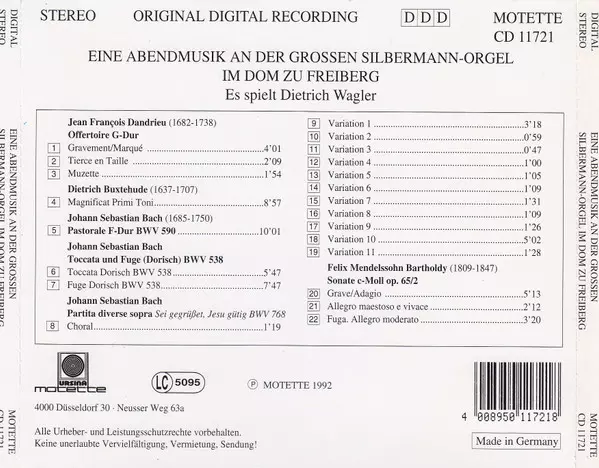 STEREO ORIGINAL DIGITAL RECORDING DDD MOTETTE
CD 11721
EINE ABENDMUSIK AN DER GROSSEN SILBERMANN-ORGEL
IM DOM ZU FREIBERG
Es spielt Dietrich Wagler
Jean François Dandrieu (1682-1738)
Offertoire G-Dur
1 Gravement/Marqué 4’01
2 Tierce en Taille 2’09
3 Muzette 1’54
Dietrich Buxtehude (1637-1707)
4 Magnificat Primi Toni 8’57
Johann Sebastian Bach (1685-1750)
5 Pastorale F-Dur BWV 590 10’01
Johann Sebastian Bach
Toccata und Fuge (Dorisch) BWV 538
6 Toccata Dorisch BWV 538 5’47
7 Fuge Dorisch BWV 538 7’47
Johann Sebastian Bach
Partita diverse sopra Sei gegrüßet, Jesu gütig BWV 768
8 Choral 1’19
9 Variation 1 3’18
10 Variation 2 0’59
11 Variation 3 0’47
12 Variation 4 1’00
13 Variation 5 1’05
14 Variation 6 1’09
15 Variation 7 1’31
16 Variation 8 1’09
17 Variation 9 1’26
18 Variation 10 5’02
19 Variation 11 1’28
Felix Mendelssohn Bartholdy (1809-1847)
Sonate c-Moll op. 65/2
20 Grave/Adagio 5’13
21 Allegro maestoso e vivace 2’12
22 Fuga. Allegro moderato 3’20
URSINA
motette
LC 5095
℗ MOTETTE 1992
4000 Düsseldorf 30 · Neusser Weg 63a
Alle Urheber- und Leistungsschutzrechte vorbehalten.
Keine unerlaubte Vervielfältigung, Vermietung, Sendung!
4 008950 117218
Made in Germany
DIGITAL
STEREO
EINE ABENDMUSIK AN DER GROSSEN
SILBERMANN-ORGEL IM DOM ZU FREIBERG
MOTETTE
CD 11721
DIGITAL
STEREO
EINE ABENDMUSIK AN DER GROSSEN
SILBERMANN-ORGEL IM DOM ZU FREIBERG
MOTETTE
CD 11721